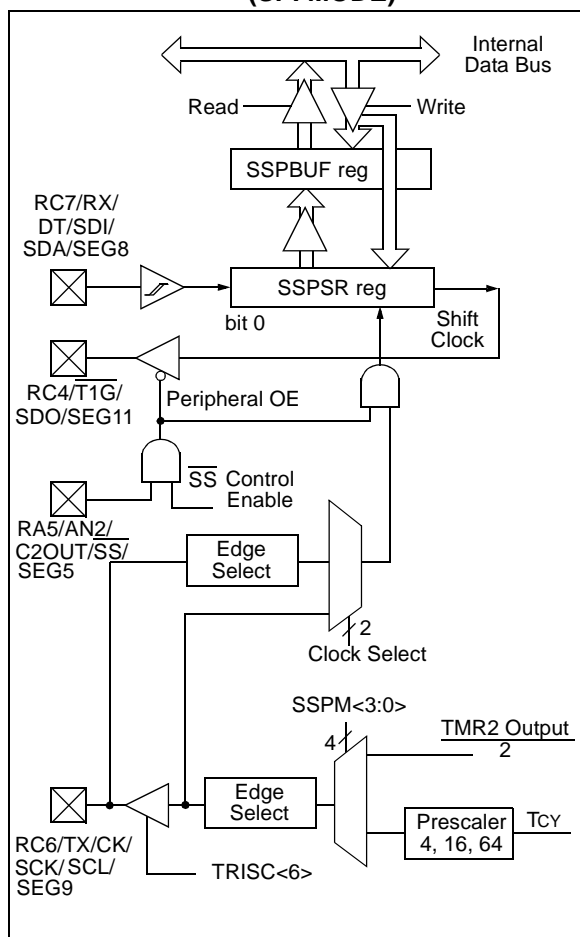 (SPI MODE)
Internal
Data Bus
Read
Write
SSPBUF reg
RC7/RX/
DT/SDI/
SDA/SEG8
SSPSR reg
bit 0
Shift
Clock
RC4/T1G/
SDO/SEG11
Peripheral OE
SS Control
Enable
RA5/AN2/
C2OUT/SS/
SEG5
Edge
Select
2
Clock Select
SSPM<3:0>
4
TMR2 Output
2
Edge
Select
Prescaler
4, 16, 64
TCY
RC6/TX/CK/
SCK/ SCL/
SEG9
TRISC<6>